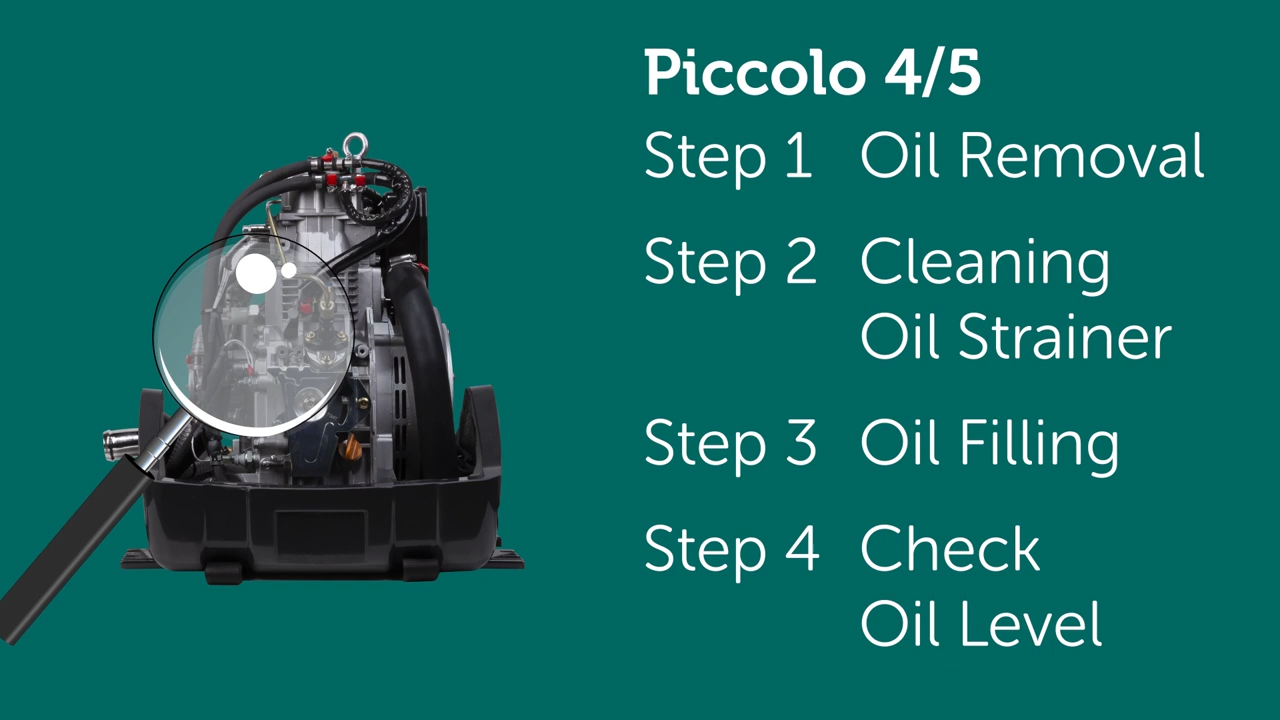 Piccolo 4/5
Step 1 Oil Removal
Step 2 Cleaning
Oil Strainer
Step 3 Oil Filling
Step 4 Check
Oil Level